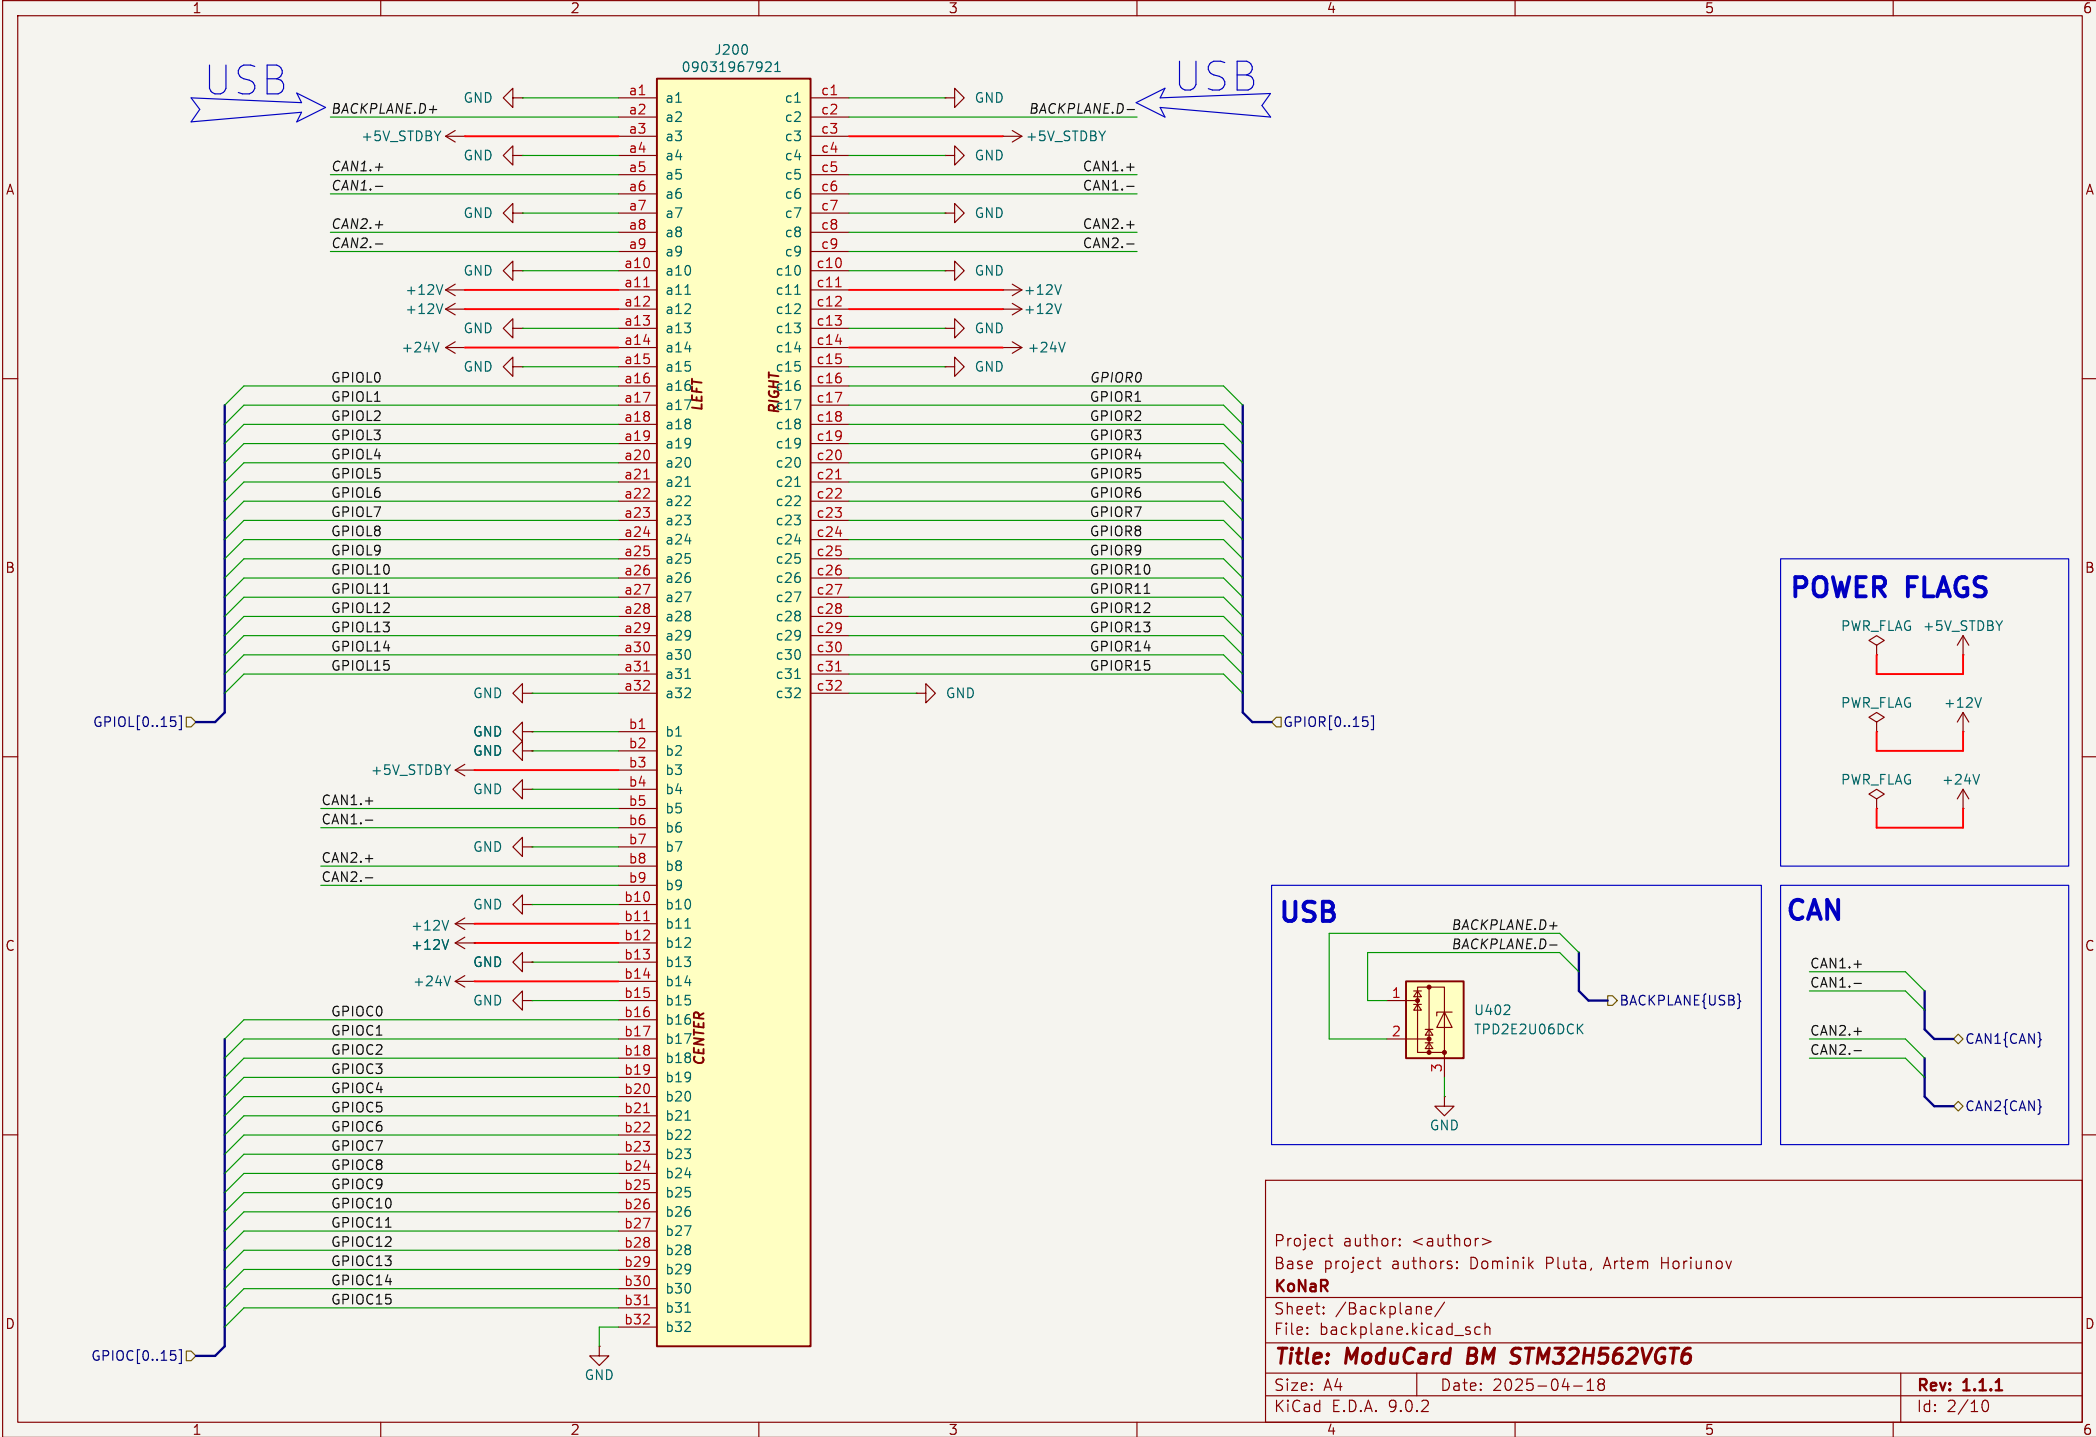 1 2 3 4 5 6
A B C D
A B C D
1 2 3 4 5 6
USB
USB
J200
09031967921
GND a1 a1 c1 c1 GND
BACKPLANE.D+ a2 a2 c2 c2 BACKPLANE.D-
+5V_STDBY a3 a3 c3 c3 +5V_STDBY
GND a4 a4 c4 c4 GND
CAN1.+ a5 a5 c5 c5 CAN1.+
CAN1.- a6 a6 c6 c6 CAN1.-
GND a7 a7 c7 c7 GND
CAN2.+ a8 a8 c8 c8 CAN2.+
CAN2.- a9 a9 c9 c9 CAN2.-
GND a10 a10 c10 c10 GND
+12V a11 a11 c11 c11 +12V
+12V a12 a12 c12 c12 +12V
GND a13 a13 c13 c13 GND
+24V a14 a14 c14 c14 +24V
GND a15 a15 c15 c15 GND
GPIOL0 a16 a16 c16 c16 GPIOR0
LEFT
RIGHT
GPIOL1 a17 a17 c17 c17 GPIOR1
GPIOL2 a18 a18 c18 c18 GPIOR2
GPIOL3 a19 a19 c19 c19 GPIOR3
GPIOL4 a20 a20 c20 c20 GPIOR4
GPIOL5 a21 a21 c21 c21 GPIOR5
GPIOL6 a22 a22 c22 c22 GPIOR6
GPIOL7 a23 a23 c23 c23 GPIOR7
GPIOL8 a24 a24 c24 c24 GPIOR8
GPIOL9 a25 a25 c25 c25 GPIOR9
GPIOL10 a26 a26 c26 c26 GPIOR10
GPIOL11 a27 a27 c27 c27 GPIOR11
GPIOL12 a28 a28 c28 c28 GPIOR12
GPIOL13 a29 a29 c29 c29 GPIOR13
GPIOL14 a30 a30 c30 c30 GPIOR14
GPIOL15 a31 a31 c31 c31 GPIOR15
GND a32 a32 c32 c32 GND
GPIOL[0..15]
GPIOR[0..15]
GND b1 b1
GND b2 b2
+5V_STDBY b3 b3
GND b4 b4
CAN1.+ b5 b5
CAN1.- b6 b6
GND b7 b7
CAN2.+ b8 b8
CAN2.- b9 b9
GND b10 b10
+12V b11 b11
+12V b12 b12
GND b13 b13
+24V b14 b14
GND b15 b15
GPIOC0 b16 b16
CENTER
GPIOC1 b17 b17
GPIOC2 b18 b18
GPIOC3 b19 b19
GPIOC4 b20 b20
GPIOC5 b21 b21
GPIOC6 b22 b22
GPIOC7 b23 b23
GPIOC8 b24 b24
GPIOC9 b25 b25
GPIOC10 b26 b26
GPIOC11 b27 b27
GPIOC12 b28 b28
GPIOC13 b29 b29
GPIOC14 b30 b30
GPIOC15 b31 b31
b32 b32
GPIOC[0..15]
GND
POWER FLAGS
PWR_FLAG +5V_STDBY
PWR_FLAG +12V
PWR_FLAG +24V
USB
BACKPLANE.D+
BACKPLANE.D-
BACKPLANE{USB}
1
2
3
U402
TPD2E2U06DCK
GND
CAN
CAN1.+
CAN1.-
CAN1{CAN}
CAN2.+
CAN2.-
CAN2{CAN}
Project author: <author>
Base project authors: Dominik Pluta, Artem Horiunov
KoNaR
Sheet: /Backplane/
File: backplane.kicad_sch
Title: ModuCard BM STM32H562VGT6
Size: A4 Date: 2025-04-18 Rev: 1.1.1
KiCad E.D.A. 9.0.2 Id: 2/10